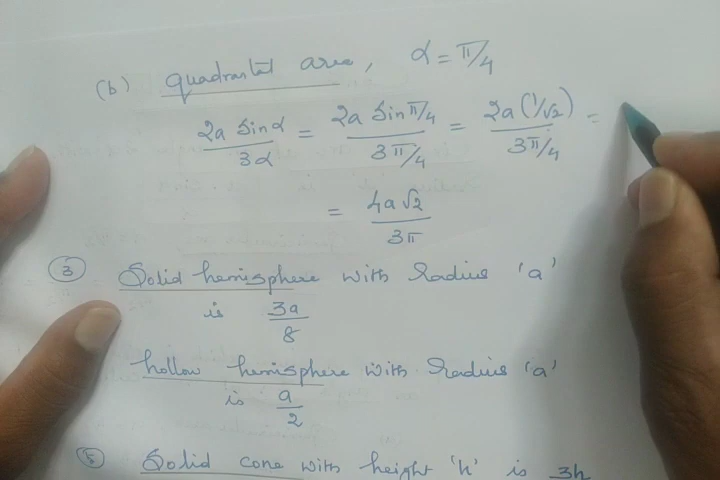 (b) quadrantal area, α = π/4
2a sinα/3α = 2a sin π/4 / 3π/4 = 2a (1/√2) / 3π/4 =
= 4a√2/3π
③ Solid hemisphere with radius 'a'
is 3a/8
hollow hemisphere with radius 'a'
is a/2
⑤ Solid cone with height 'h' is 3h